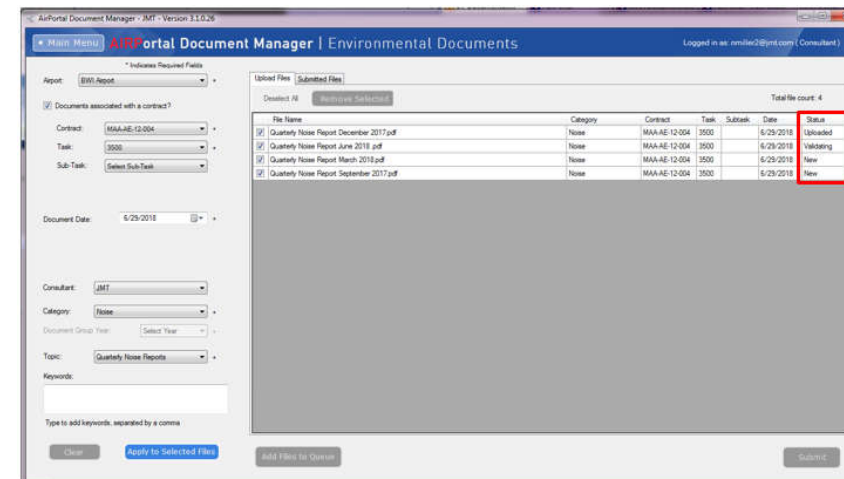 AirPortal Document Manager - JMT - Version 3.1.0.26
Main Menu
AIRPortal Document Manager | Environmental Documents
Logged in as: nmiller2@jmt.com ( Consultant )
* Indicates Required Fields
Airport: BWI Airport *
Documents associated with a contract?
Contract: MAA-AE-12-004 *
Task: 3500 *
Sub-Task: Select Sub-Task
Document Date: 6/29/2018 *
Consultant: JMT
Category: Noise *
Document Group Year: Select Year *
Topic: Quarterly Noise Reports *
Keywords:
Type to add keywords, separated by a comma
Clear Apply to Selected Files
Upload Files Submitted Files
Deselect All Remove Selected Total file count: 4
File Name Category Contract Task Subtask Date Status
Quarterly Noise Report December 2017.pdf Noise MAA-AE-12-004 3500 6/29/2018 Uploaded
Quarterly Noise Report June 2018 .pdf Noise MAA-AE-12-004 3500 6/29/2018 Validating
Quarterly Noise Report March 2018.pdf Noise MAA-AE-12-004 3500 6/29/2018 New
Quarterly Noise Report September 2017.pdf Noise MAA-AE-12-004 3500 6/29/2018 New
Add Files to Queue Submit